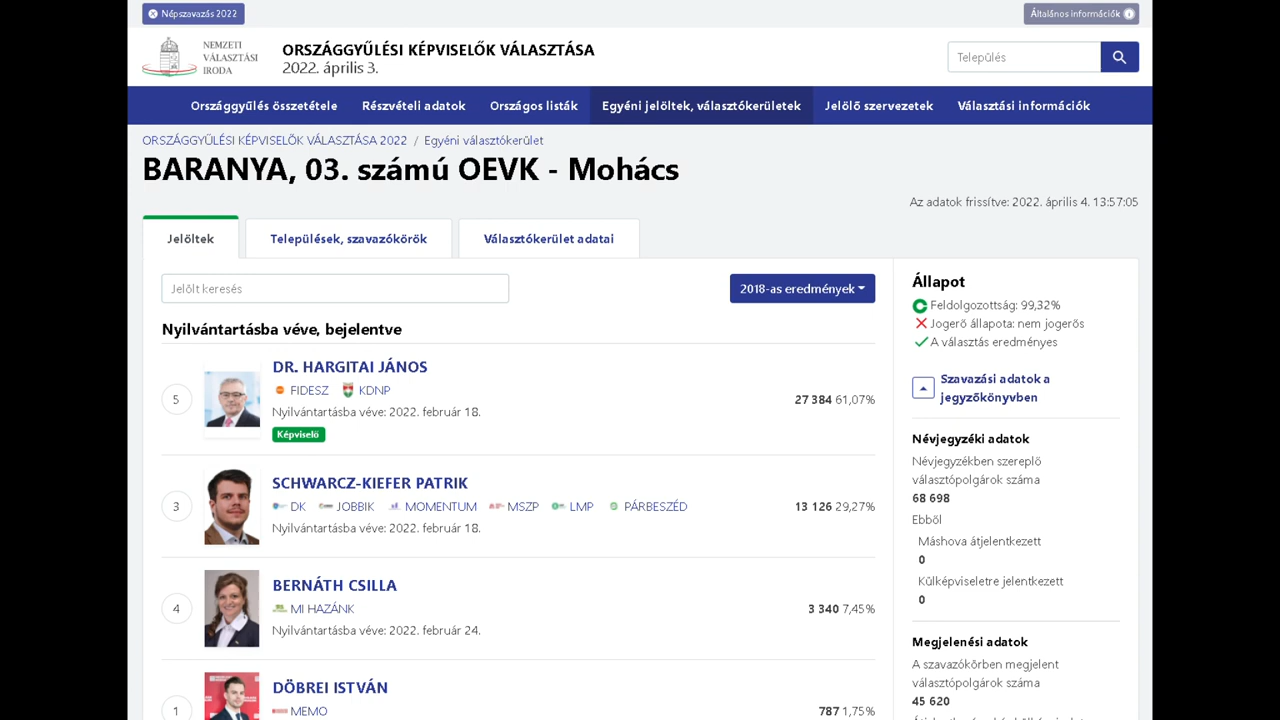 Népszavazás 2022
Általános információk
NEMZETI
VÁLASZTÁSI
IRODA
ORSZÁGGYŰLÉSI KÉPVISELŐK VÁLASZTÁSA
2022. április 3.
Település
Országgyűlés összetétele Részvételi adatok Országos listák Egyéni jelöltek, választókerületek Jelölő szervezetek Választási információk
ORSZÁGGYŰLÉSI KÉPVISELŐK VÁLASZTÁSA 2022 / Egyéni választókerület
BARANYA, 03. számú OEVK - Mohács
Az adatok frissítve: 2022. április 4. 13:57:05
Jelöltek
Települések, szavazókörök
Választókerület adatai
Jelölt keresés
2018-as eredmények
Nyilvántartásba véve, bejelentve
5
DR. HARGITAI JÁNOS
FIDESZ KDNP
Nyilvántartásba véve: 2022. február 18.
Képviselő
27 384 61,07%
3
SCHWARCZ-KIEFER PATRIK
DK JOBBIK MOMENTUM MSZP LMP PÁRBESZÉD
Nyilvántartásba véve: 2022. február 18.
13 126 29,27%
4
BERNÁTH CSILLA
MI HAZÁNK
Nyilvántartásba véve: 2022. február 24.
3 340 7,45%
1
DÖBREI ISTVÁN
MEMO
787 1,75%
Állapot
Feldolgozottság: 99,32%
Jogerő állapota: nem jogerős
A választás eredményes
Szavazási adatok a
jegyzőkönyvben
Névjegyzéki adatok
Névjegyzékben szereplő
választópolgárok száma
68 698
Ebből
Máshova átjelentkezett
0
Külképviseletre jelentkezett
0
Megjelenési adatok
A szavazókörben megjelent
választópolgárok száma
45 620